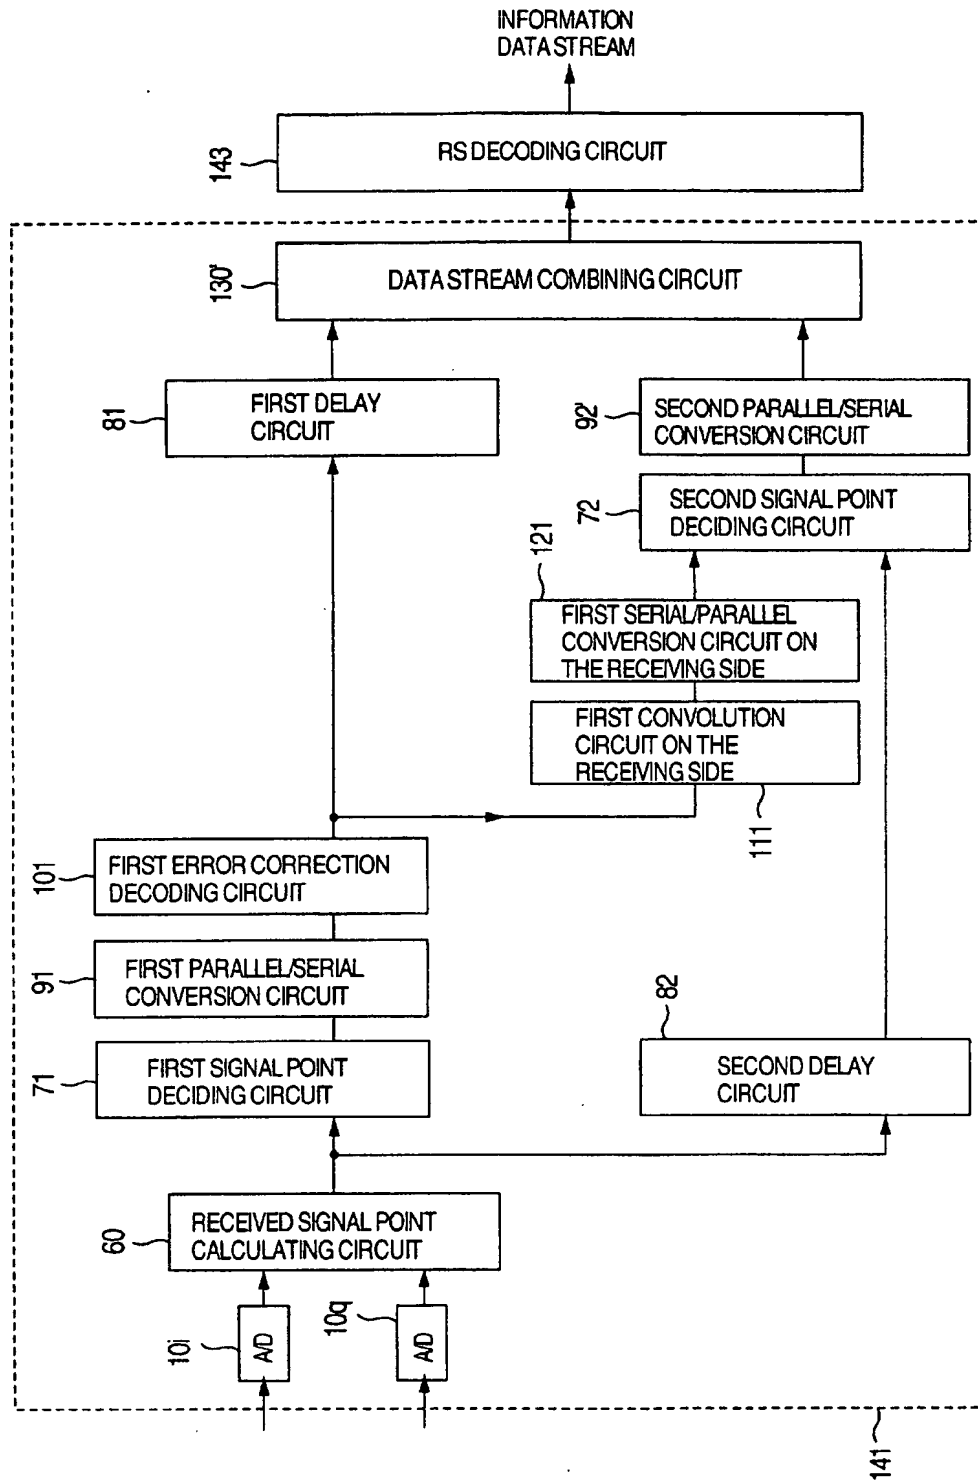 INFORMATION
DATA STREAM
143
RS DECODING CIRCUIT
130'
DATA STREAM COMBINING CIRCUIT
81
FIRST DELAY
CIRCUIT
92'
SECOND PARALLEL/SERIAL
CONVERSION CIRCUIT
72
SECOND SIGNAL POINT
DECIDING CIRCUIT
121
FIRST SERIAL/PARALLEL
CONVERSION CIRCUIT ON
THE RECEIVING SIDE
FIRST CONVOLUTION
CIRCUIT ON THE
RECEIVING SIDE
111
101
FIRST ERROR CORRECTION
DECODING CIRCUIT
91
FIRST PARALLEL/SERIAL
CONVERSION CIRCUIT
71
FIRST SIGNAL POINT
DECIDING CIRCUIT
82
SECOND DELAY
CIRCUIT
60
RECEIVED SIGNAL POINT
CALCULATING CIRCUIT
10i
A/D
10q
A/D
141